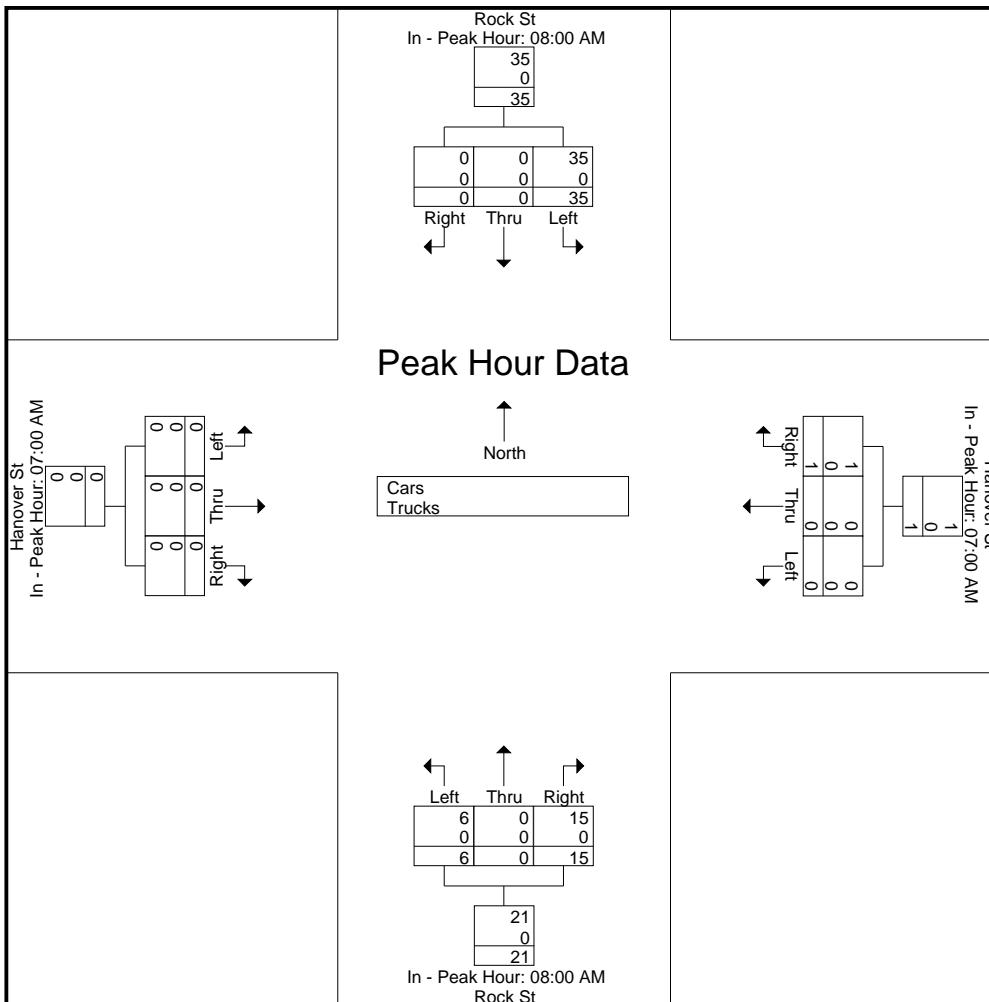 Rock St
In - Peak Hour: 08:00 AM
35
0
35
0 0 35
0 0 0
0 0 35
Right Thru Left
Peak Hour Data
North
Cars
Trucks
Hanover St
In - Peak Hour: 07:00 AM
0
0
0
0 0 0
0 0 0
0 0 0
Left Thru Right
Hanover St
In - Peak Hour: 07:00 AM
1
0
1
1 0 0
0 0 0
1 0 0
Right Thru Left
Left Thru Right
6 0 15
0 0 0
6 0 15
21
0
21
In - Peak Hour: 08:00 AM
Rock St